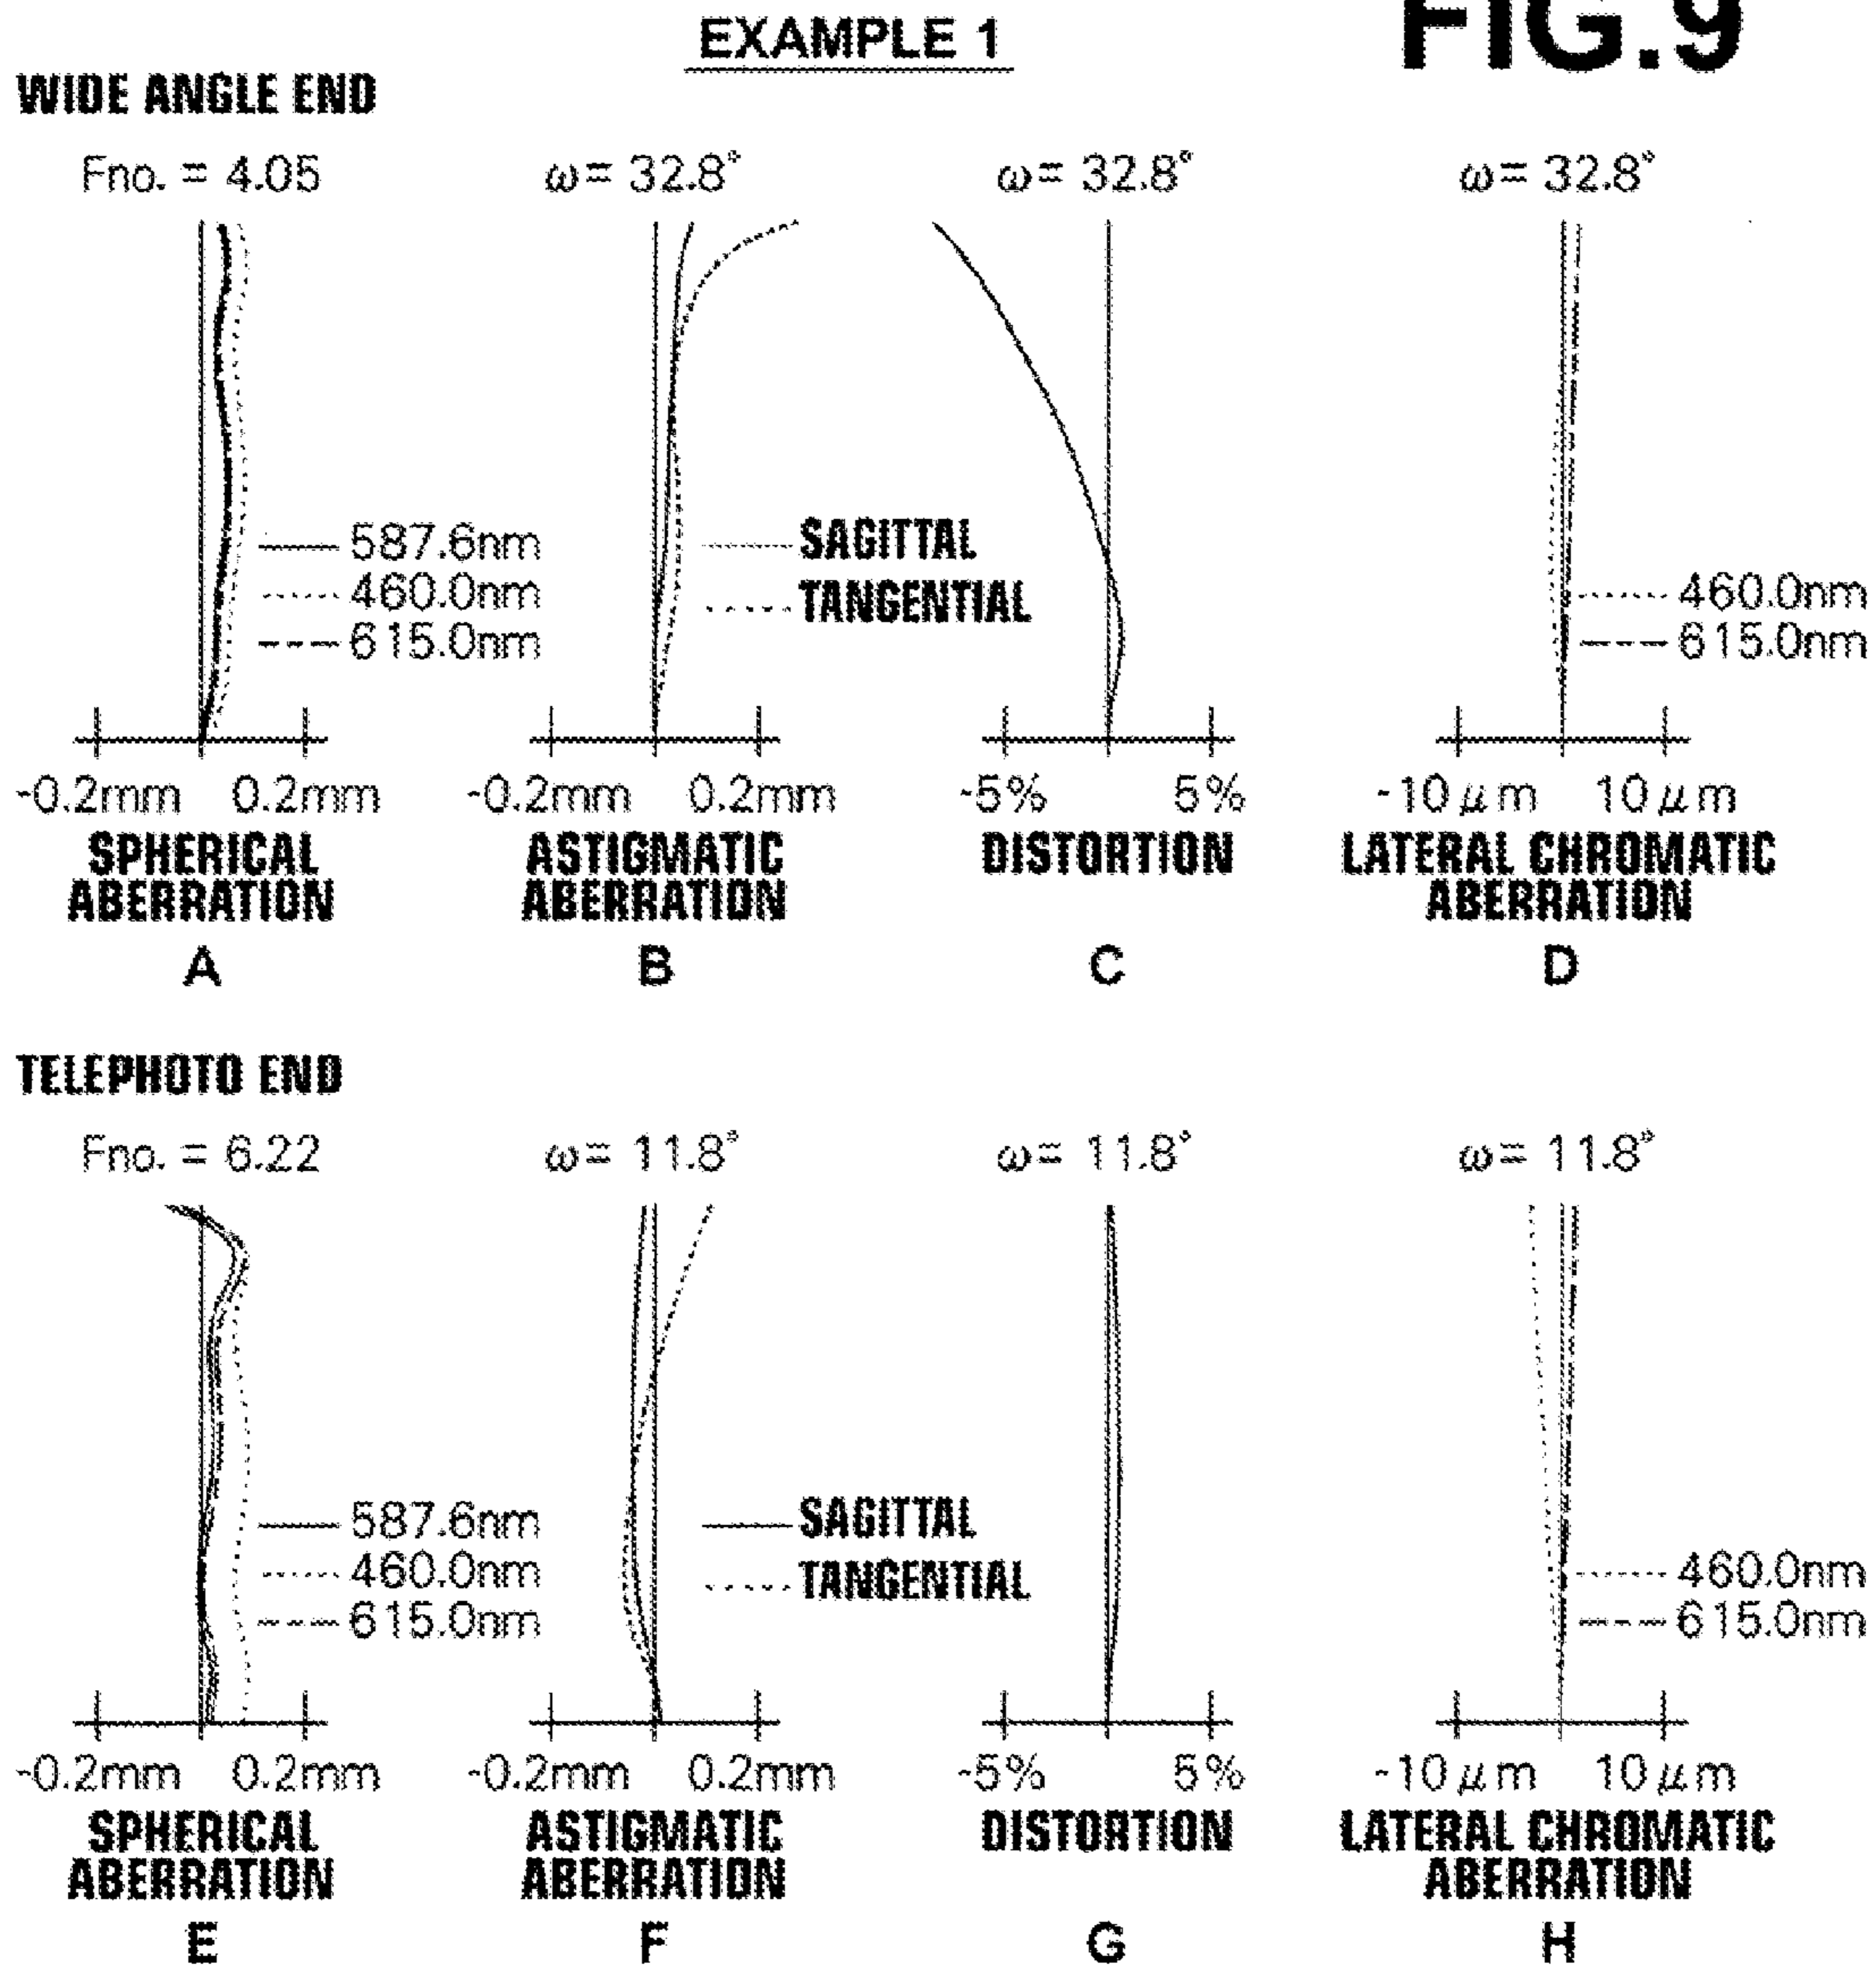 FIG.9
EXAMPLE 1
WIDE ANGLE END
Fno. = 4.05
ω= 32.8°
ω= 32.8°
ω= 32.8°
587.6nm
460.0nm
615.0nm
SAGITTAL
TANGENTIAL
460.0nm
615.0nm
-0.2mm 0.2mm
-0.2mm 0.2mm
-5% 5%
-10μm 10μm
SPHERICAL
ABERRATION
ASTIGMATIC
ABERRATION
DISTORTION
LATERAL CHROMATIC
ABERRATION
A
B
C
D
TELEPHOTO END
Fno. = 6.22
ω= 11.8°
ω= 11.8°
ω= 11.8°
587.6nm
460.0nm
615.0nm
SAGITTAL
TANGENTIAL
460.0nm
615.0nm
-0.2mm 0.2mm
-0.2mm 0.2mm
-5% 5%
-10μm 10μm
SPHERICAL
ABERRATION
ASTIGMATIC
ABERRATION
DISTORTION
LATERAL CHROMATIC
ABERRATION
E
F
G
H